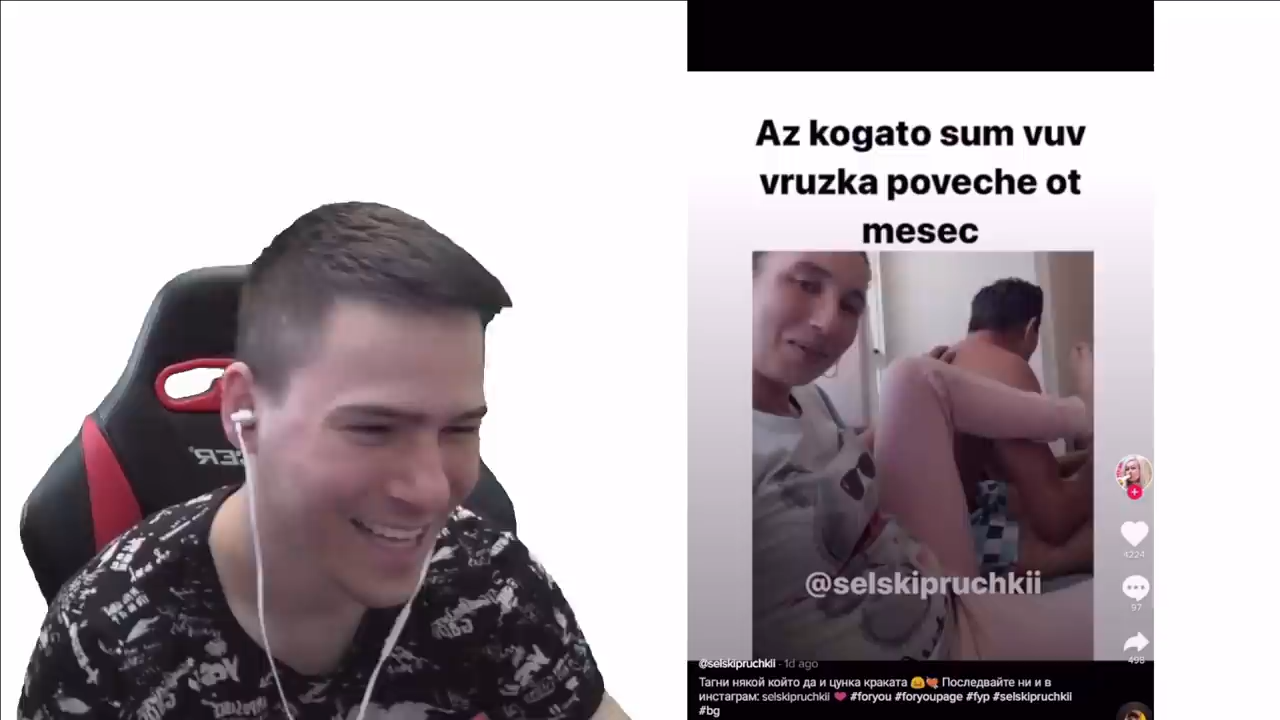 Az kogato sum vuv
vruzka poveche ot
mesec
@selskipruchkii
4224
97
498
@selskipruchkii · 1d ago
Тагни някой който да и цунка краката 😀💘 Последвайте ни и в
инстаграм: selskipruchkii ❤️ #foryou #foryoupage #fyp #selskipruchkii
#bg